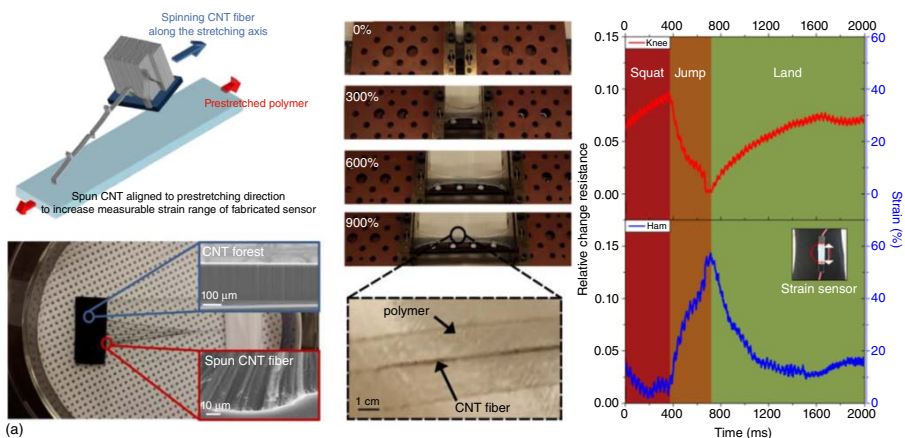 Spinning CNT fiber
along the stretching axis
Prestretched polymer
Spun CNT aligned to prestretching direction
to increase measurable strain range of fabricated sensor
CNT forest
100 μm
Spun CNT fiber
10 μm
(a)
0%
300%
600%
900%
polymer
CNT fiber
1 cm
0 400 800 1200 1600 2000
0.15
0.10
0.05
0.00
60
40
20
0
Knee
Squat Jump Land
Relative change resistance
Strain (%)
0.15
0.10
0.05
0.00
60
40
20
0
Ham
Strain sensor
0 400 800 1200 1600 2000
Time (ms)